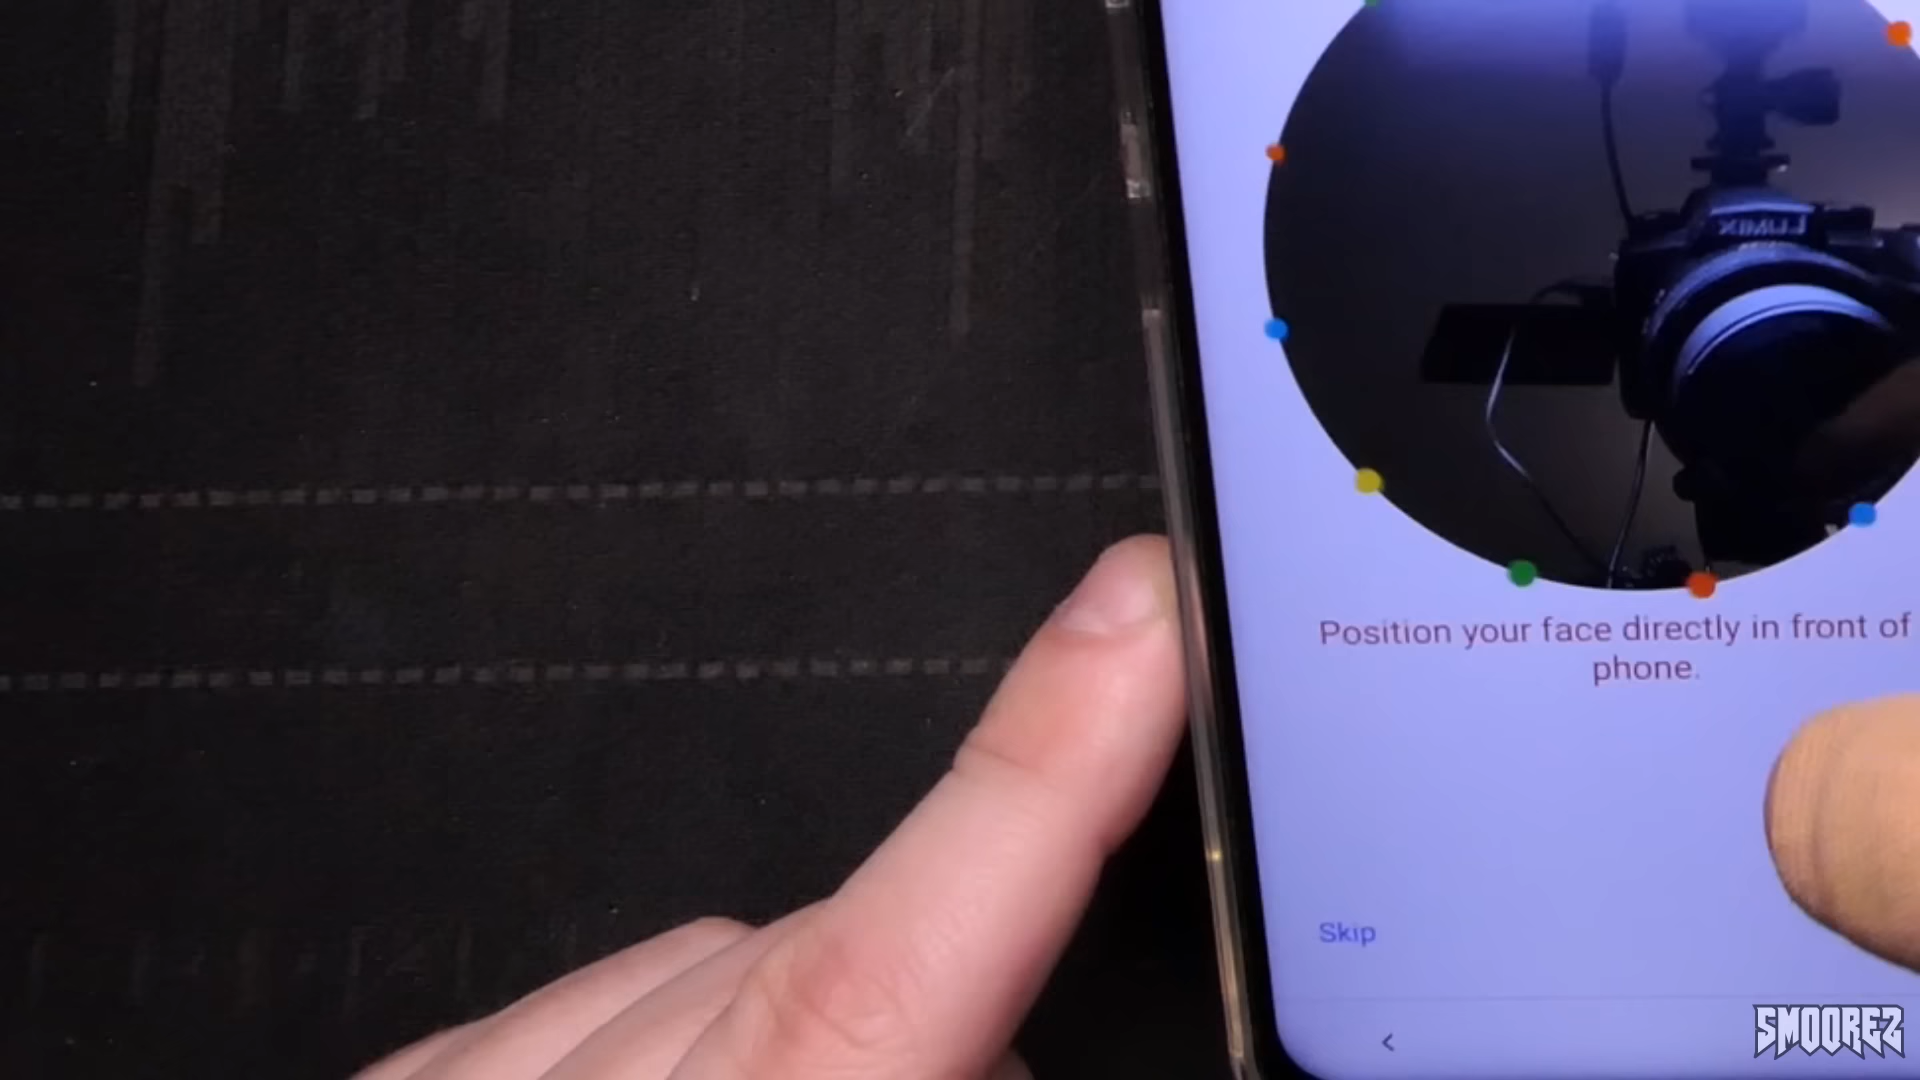 LUMIX
Position your face directly in front of
phone.
Skip
SMOOREZ